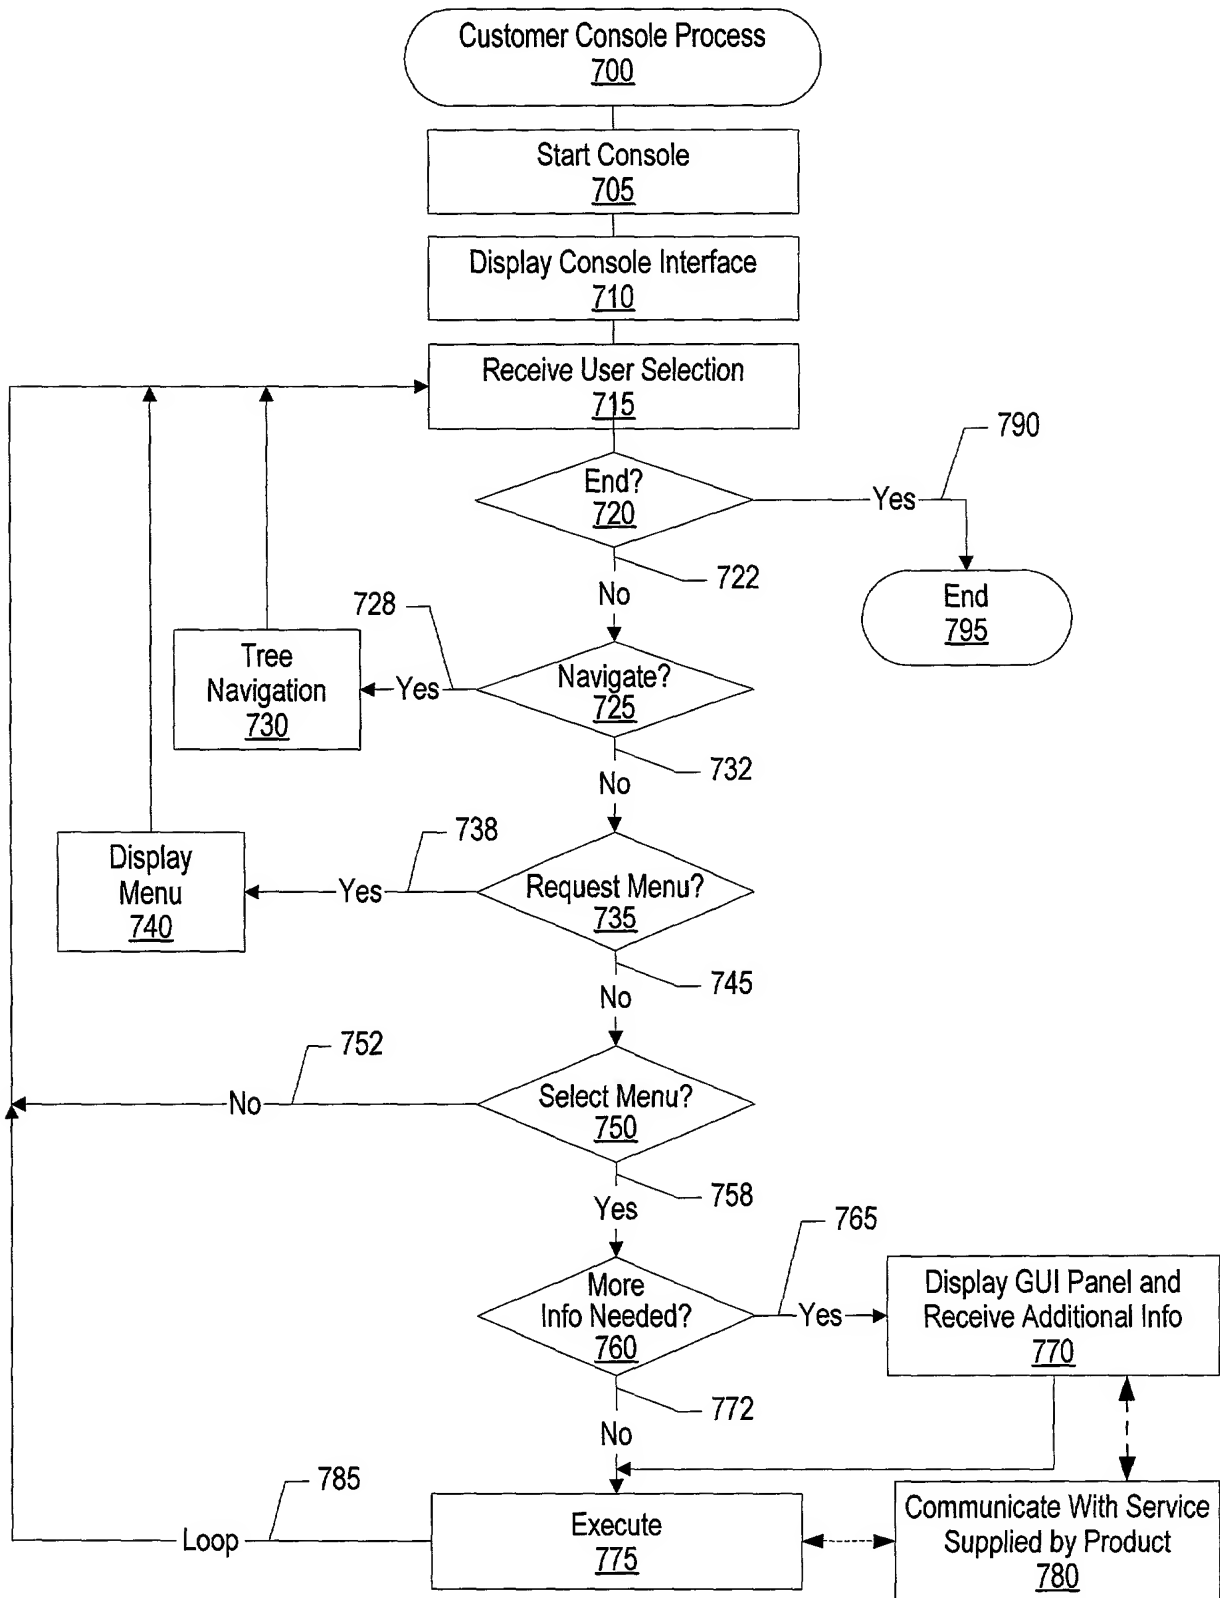 Customer Console Process
700
Start Console
705
Display Console Interface
710
Receive User Selection
715
790
End?
720
Yes
722
No
End
795
728
Tree
Navigation
730
Yes
Navigate?
725
732
No
738
Display
Menu
740
Yes
Request Menu?
735
745
No
752
No
Select Menu?
750
758
Yes
765
More
Info Needed?
760
Yes
Display GUI Panel and
Receive Additional Info
770
772
No
785
Loop
Execute
775
Communicate With Service
Supplied by Product
780